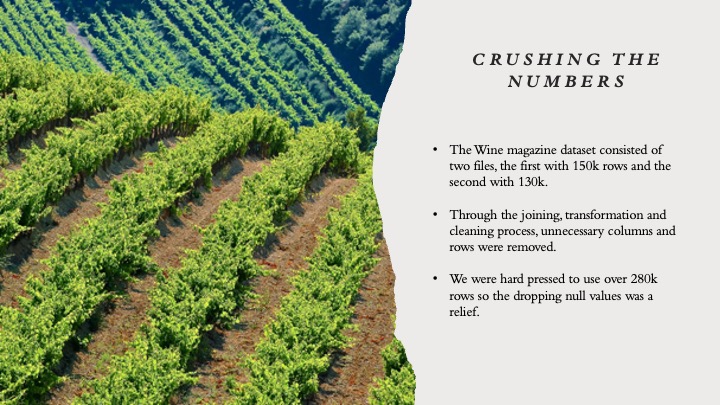 CRUSHING THE
NUMBERS
• The Wine magazine dataset consisted of
two files, the first with 150k rows and the
second with 130k.
• Through the joining, transformation and
cleaning process, unnecessary columns and
rows were removed.
• We were hard pressed to use over 280k
rows so the dropping null values was a
relief.